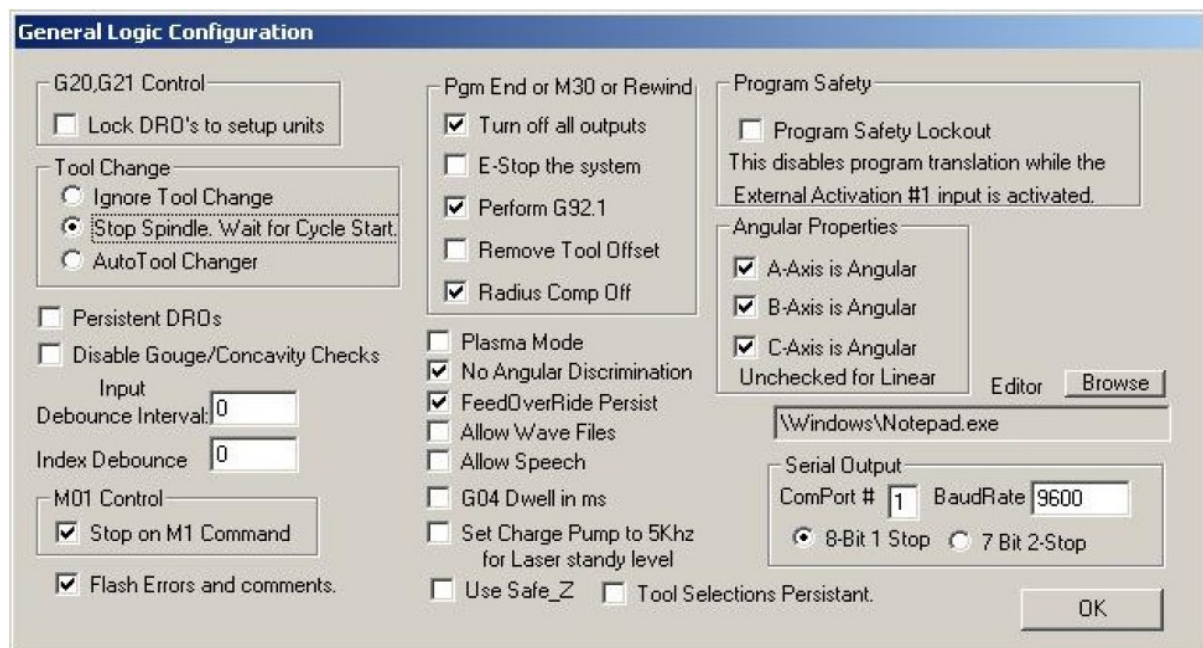 General Logic Configuration
G20,G21 Control
Lock DRO's to setup units
Tool Change
Ignore Tool Change
Stop Spindle. Wait for Cycle Start.
AutoTool Changer
Persistent DROs
Disable Gouge/Concavity Checks
Input
Debounce Interval: 0
Index Debounce 0
M01 Control
Stop on M1 Command
Flash Errors and comments.
Pgm End or M30 or Rewind
Turn off all outputs
E-Stop the system
Perform G92.1
Remove Tool Offset
Radius Comp Off
Plasma Mode
No Angular Discrimination
FeedOverRide Persist
Allow Wave Files
Allow Speech
G04 Dwell in ms
Set Charge Pump to 5Khz
for Laser standy level
Use Safe_Z
Tool Selections Persistant.
Program Safety
Program Safety Lockout
This disables program translation while the
External Activation #1 input is activated.
Angular Properties
A-Axis is Angular
B-Axis is Angular
C-Axis is Angular
Unchecked for Linear
Editor Browse
\Windows\Notepad.exe
Serial Output
ComPort # 1 BaudRate 9600
8-Bit 1 Stop 7 Bit 2-Stop
OK